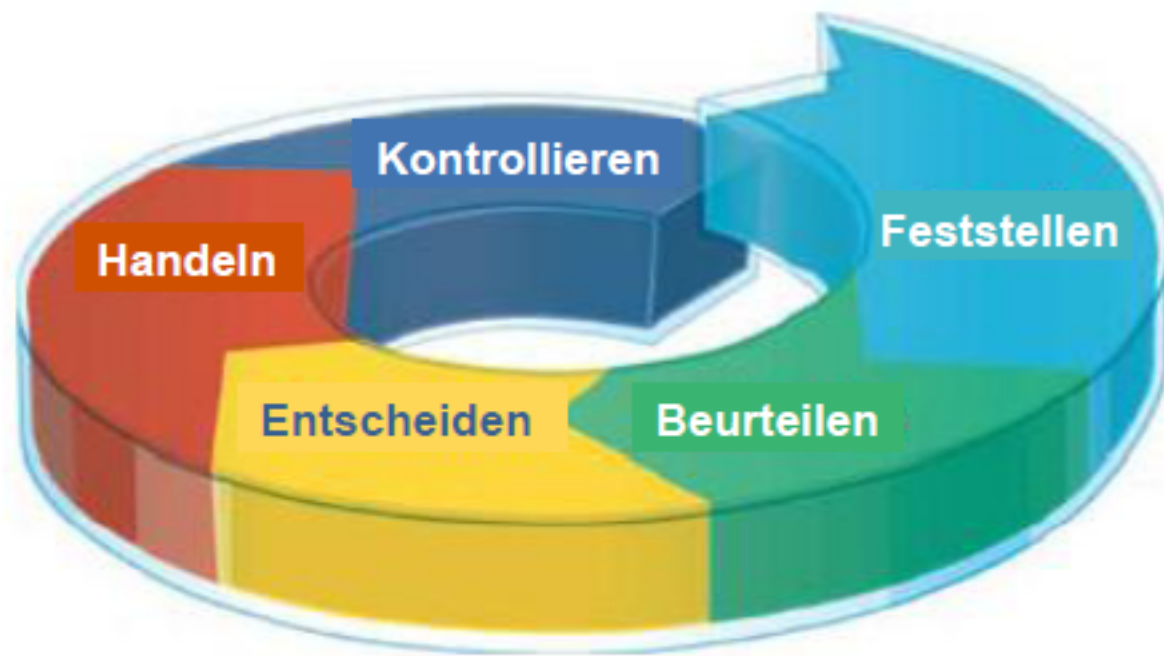 Kontrollieren
Feststellen
Handeln
Entscheiden
Beurteilen